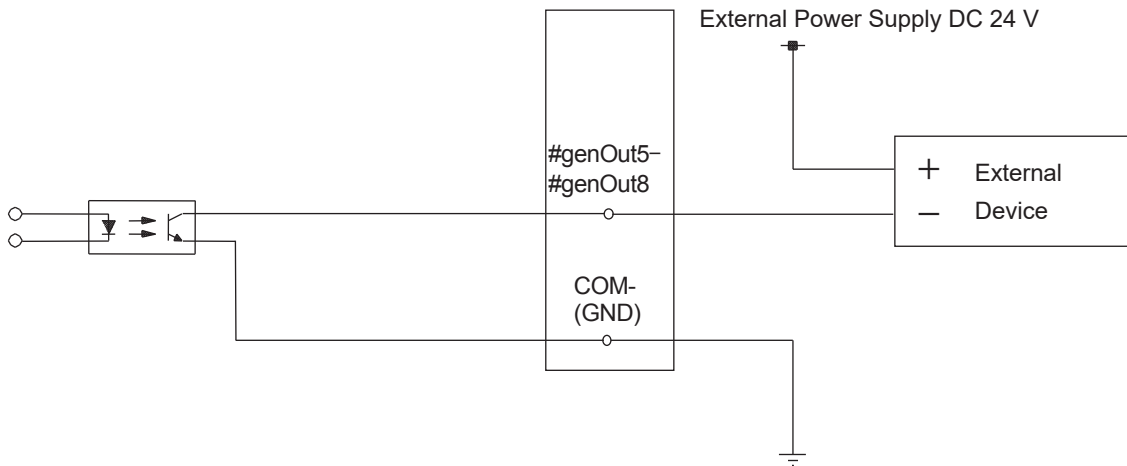 External Power Supply DC 24 V
#genOut5–
#genOut8
+ External
– Device
COM-
(GND)